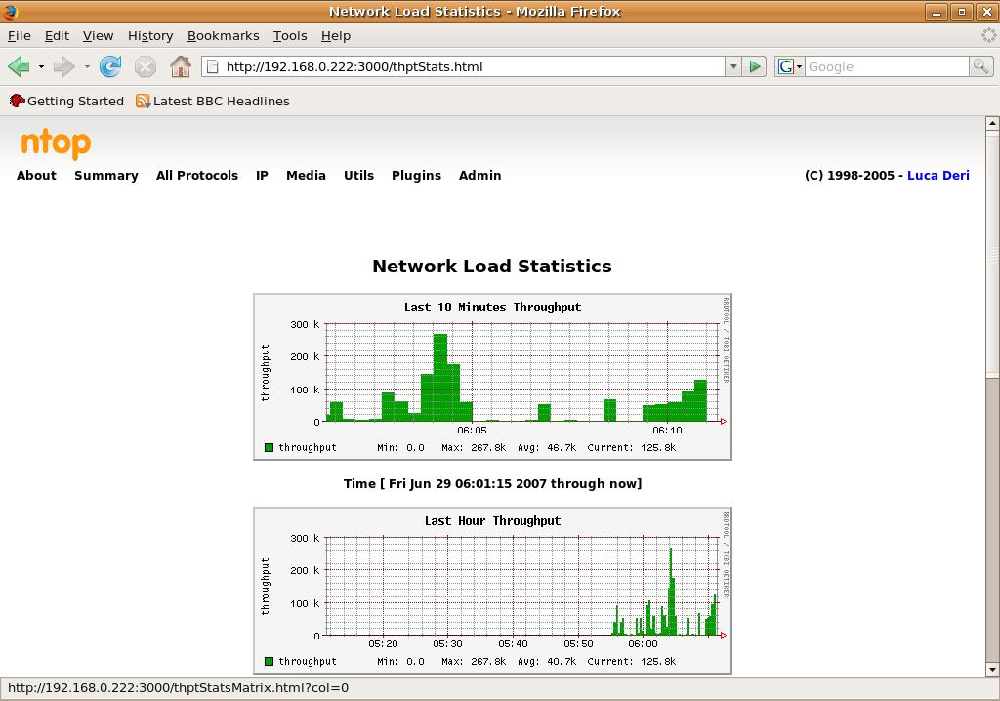 Network Load Statistics - Mozilla Firefox
File Edit View History Bookmarks Tools Help
http://192.168.0.222:3000/thptStats.html G Google
Getting Started Latest BBC Headlines
ntop
About Summary All Protocols IP Media Utils Plugins Admin (C) 1998-2005 - Luca Deri
Network Load Statistics
Last 10 Minutes Throughput
RRDTOOL / TOBI OETIKER
throughput
300 k
200 k
100 k
0
06:05 06:10
throughput Min: 0.0 Max: 267.8k Avg: 46.7k Current: 125.8k
Time [ Fri Jun 29 06:01:15 2007 through now]
Last Hour Throughput
RRDTOOL / TOBI OETIKER
throughput
300 k
200 k
100 k
0
05:20 05:30 05:40 05:50 06:00
throughput Min: 0.0 Max: 267.8k Avg: 40.7k Current: 125.8k
http://192.168.0.222:3000/thptStatsMatrix.html?col=0